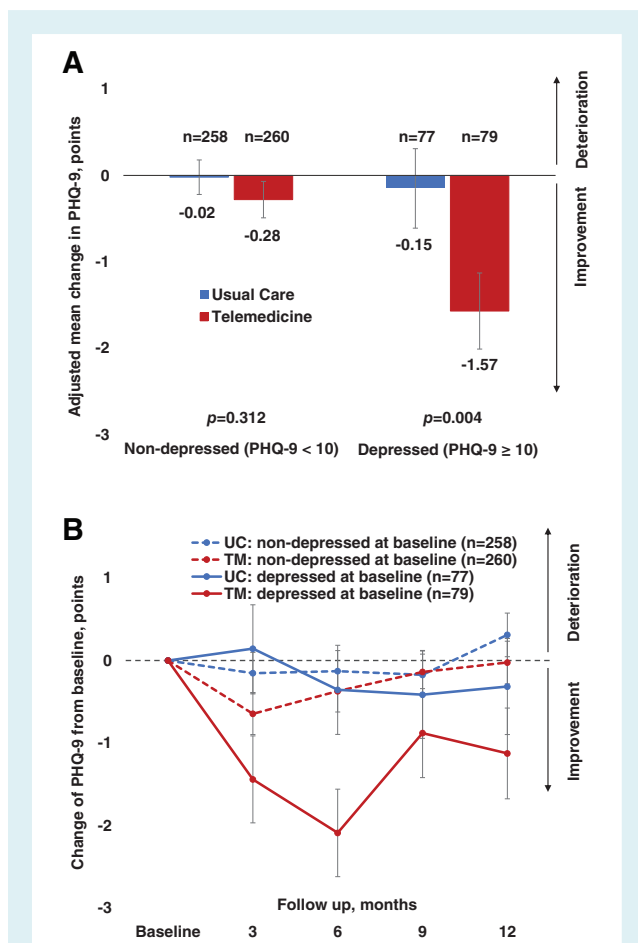 A
Adjusted mean change in PHQ-9, points
1
0
-1
-2
-3
n=258 n=260
n=77 n=79
-0.02
-0.28
-0.15
-1.57
Usual Care
Telemedicine
p=0.312
p=0.004
Non-depressed (PHQ-9 < 10)
Depressed (PHQ-9 ≥ 10)
Deterioration
Improvement
B
Change of PHQ-9 from baseline, points
UC: non-depressed at baseline (n=258)
TM: non-depressed at baseline (n=260)
UC: depressed at baseline (n=77)
TM: depressed at baseline (n=79)
1
0
-1
-2
-3
Deterioration
Improvement
Follow up, months
Baseline 3 6 9 12